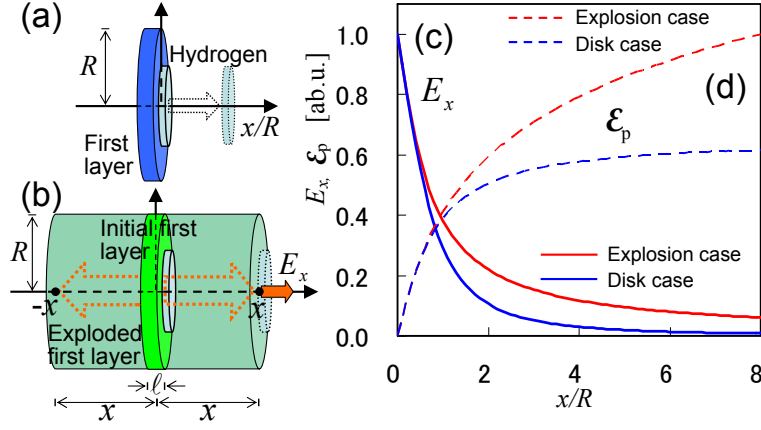 (a)
R
Hydrogen
x/R
First
layer
(b)
R
Initial first
layer
E_x
-x
x
Exploded
first layer
ℓ
x
x
E_x, ε_p [ab.u.]
1.0
0.8
0.6
0.4
0.2
0.0
(c)
Explosion case
Disk case
E_x
(d)
ε_p
Explosion case
Disk case
0
2
4
6
8
x/R